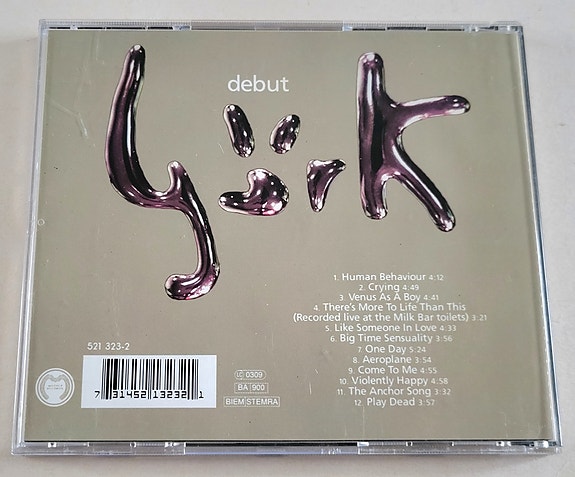 debut
björk
1. Human Behaviour 4:12
2. Crying 4:49
3. Venus As A Boy 4:41
4. There's More To Life Than This
(Recorded live at the Milk Bar toilets) 3:21
5. Like Someone In Love 4:33
6. Big Time Sensuality 3:56
7. One Day 5:24
8. Aeroplane 3:54
9. Come To Me 4:55
10. Violently Happy 4:58
11. The Anchor Song 3:32
12. Play Dead 3:57
521 323-2
7 31452 13232 1
LC 0309
BA 900
BIEM STEMRA